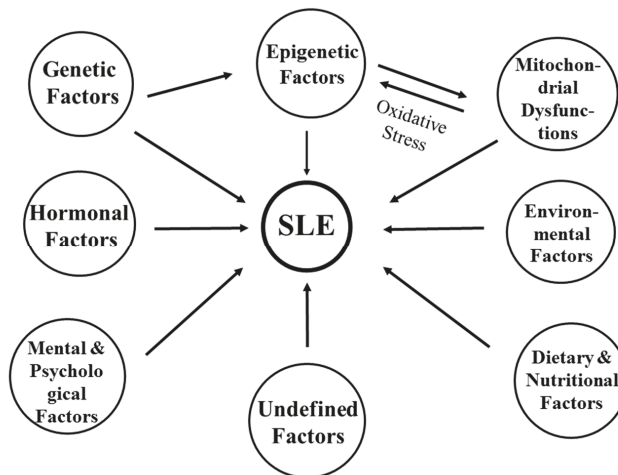 Genetic
Factors
Epigenetic
Factors
Mitochon-
drial
Dysfunc-
tions
Oxidative
Stress
Hormonal
Factors
SLE
Environ-
mental
Factors
Mental &
Psycholo
gical
Factors
Undefined
Factors
Dietary &
Nutritional
Factors